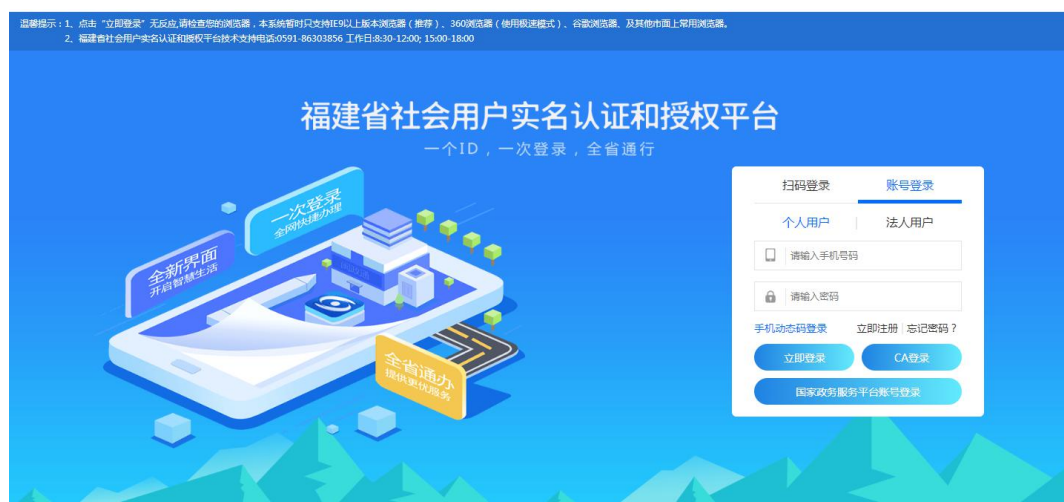 温馨提示：1、点击“立即登录”无反应,请检查您的浏览器，本系统暂时只支持IE9以上版本浏览器（推荐）、360浏览器（使用极速模式）、谷歌浏览器、及其他市面上常用浏览器。
2、福建省社会用户实名认证和授权平台技术支持电话:0591-86303856 工作日:8:30-12:00; 15:00-18:00
福建省社会用户实名认证和授权平台
一个ID，一次登录，全省通行
扫码登录 账号登录
个人用户 法人用户
请输入手机号码
请输入密码
手机动态码登录 立即注册 忘记密码？
立即登录 CA登录
国家政务服务平台账号登录
一次登录
全网快捷办理
全新界面
开启智慧生活
全省通办
提供更优服务